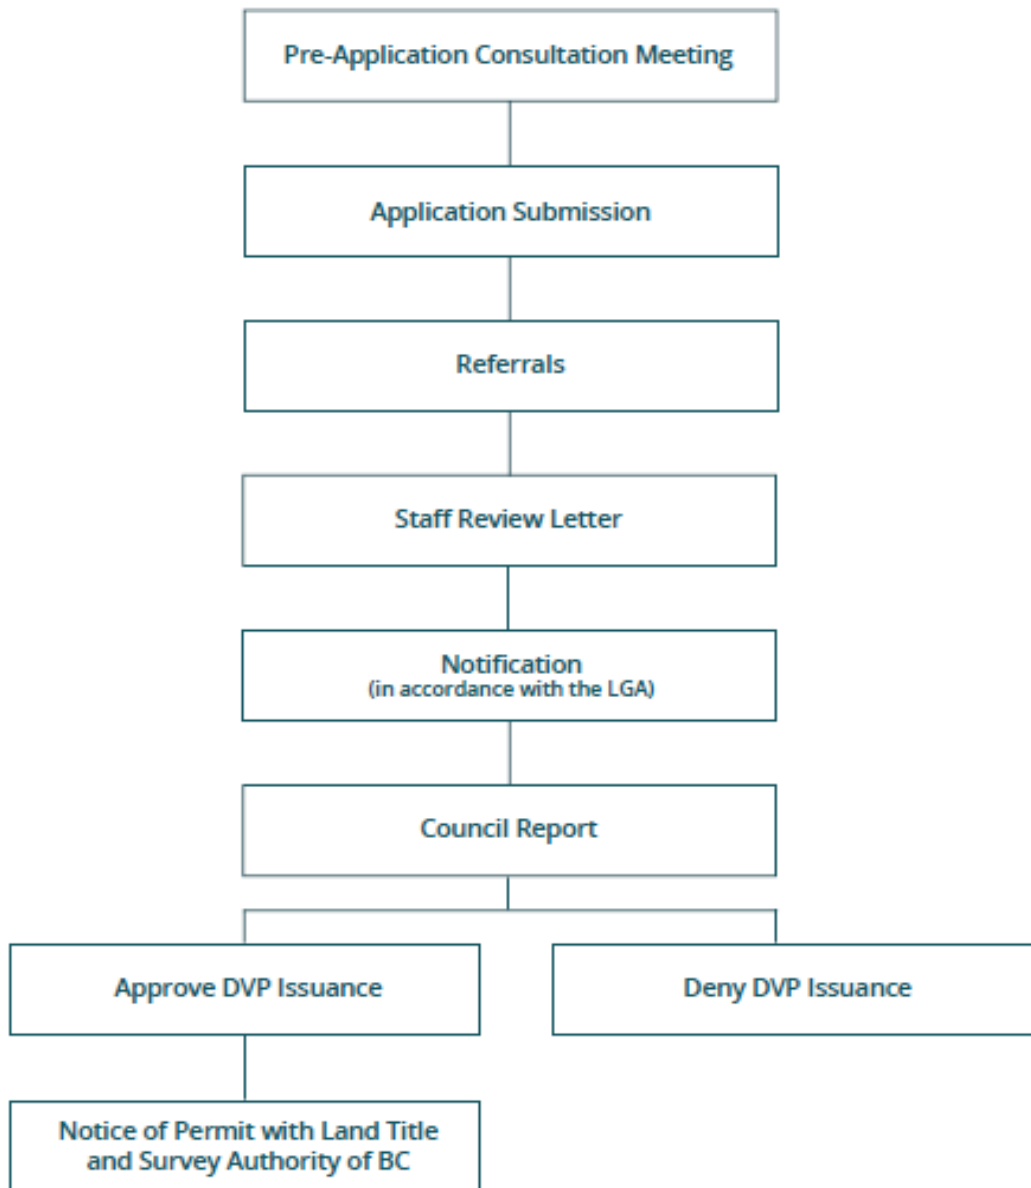 Pre-Application Consultation Meeting
Application Submission
Referrals
Staff Review Letter
Notification
(in accordance with the LGA)
Council Report
Approve DVP Issuance
Deny DVP Issuance
Notice of Permit with Land Title
and Survey Authority of BC